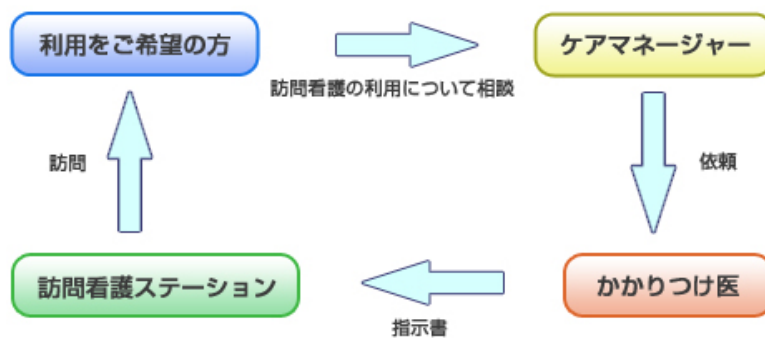 利用をご希望の方
ケアマネージャー
訪問看護の利用について相談
訪問
依頼
訪問看護ステーション
かかりつけ医
指示書